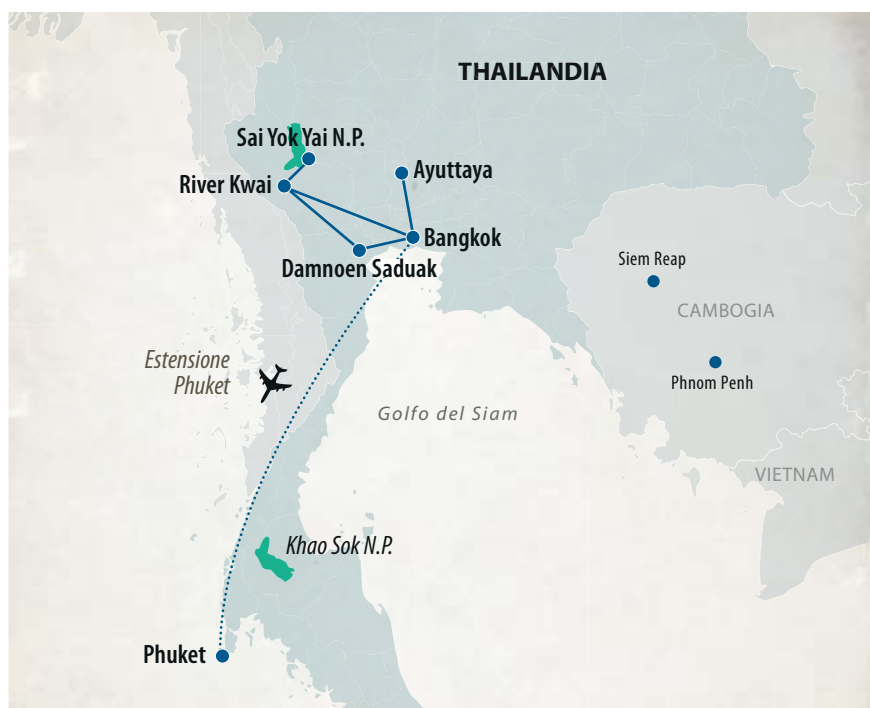 THAILANDIA
Sai Yok Yai N.P.
Ayuttaya
River Kwai
Bangkok
Damnoen Saduak
Siem Reap
CAMBOGIA
Estensione
Phuket
Phnom Penh
Golfo del Siam
VIETNAM
Khao Sok N.P.
Phuket